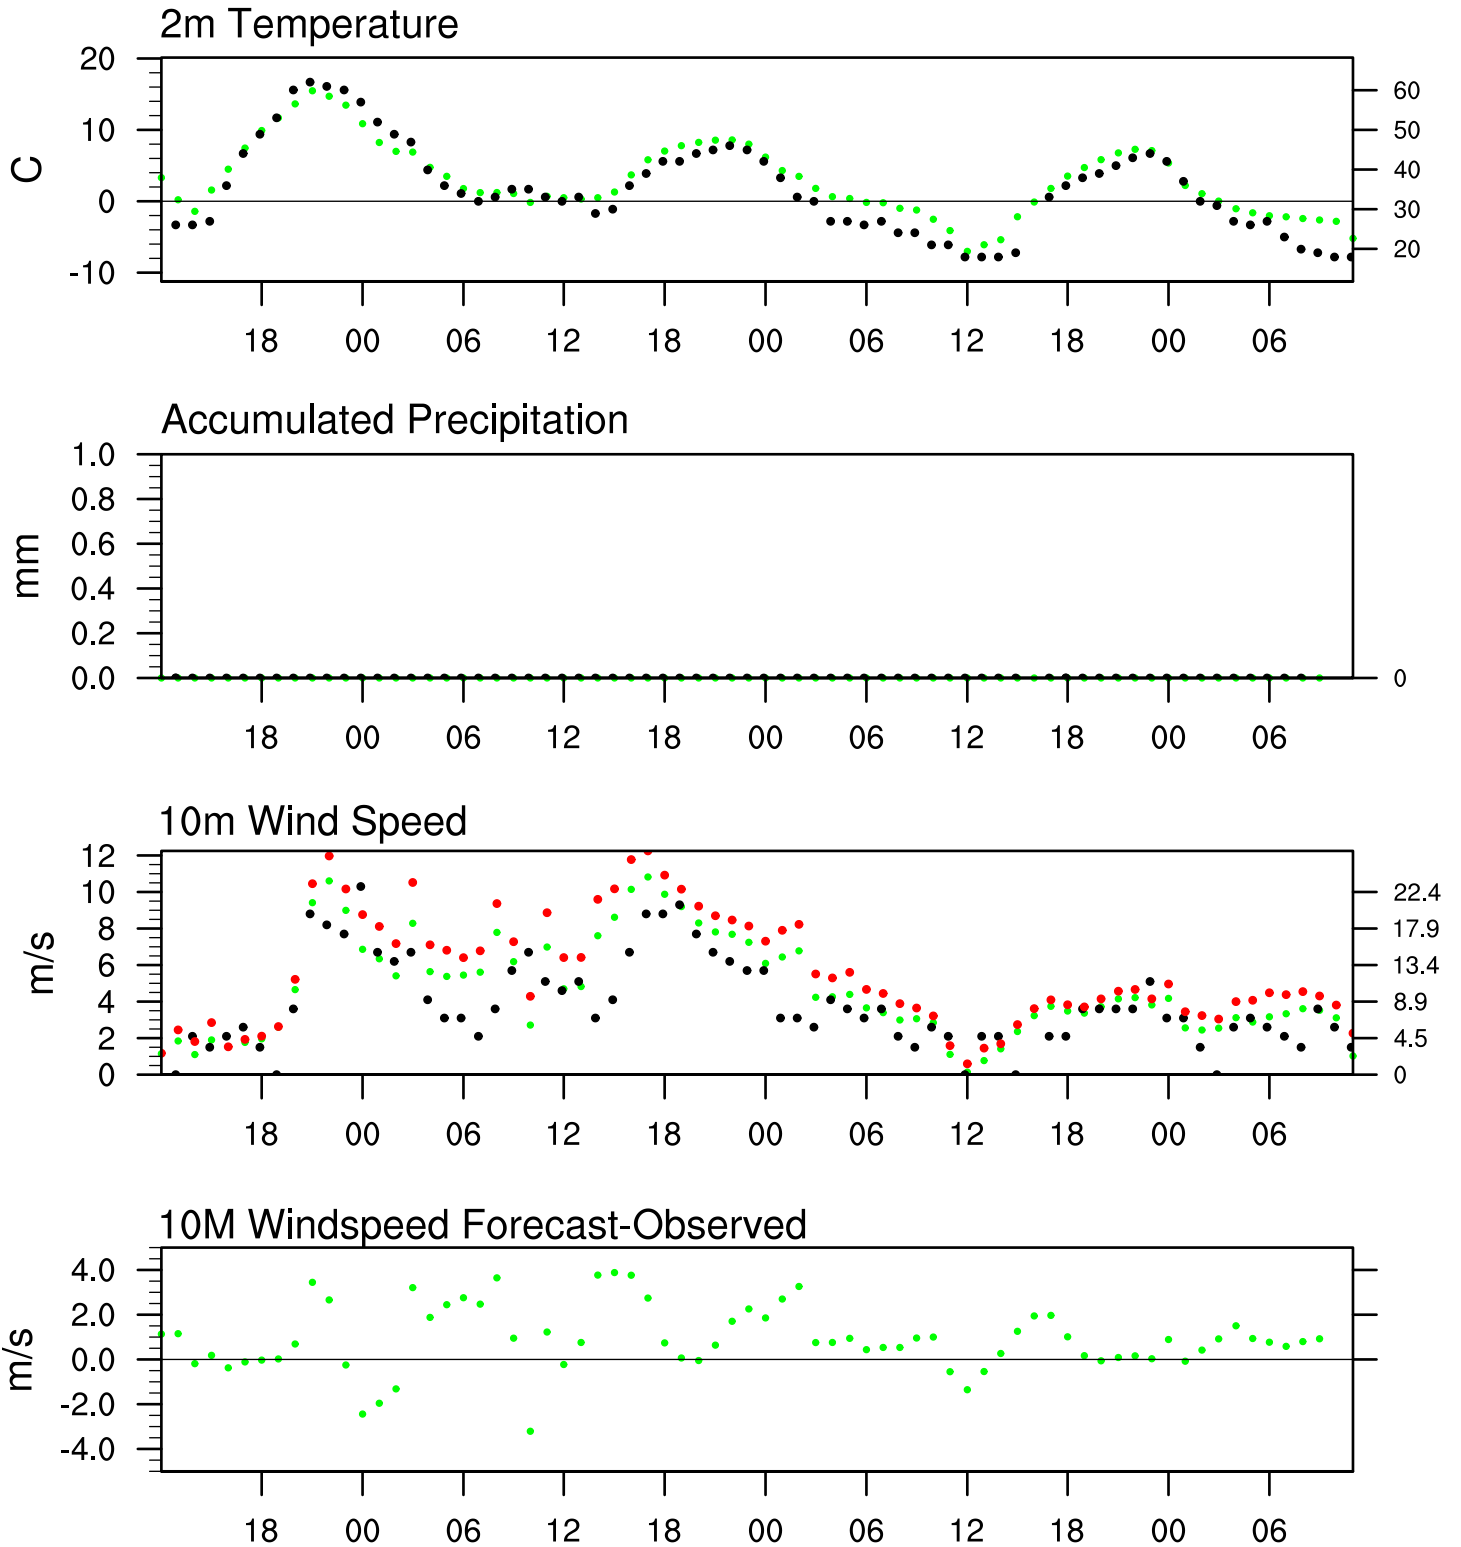 2m Temperature
20
10
0
-10
C
60
50
40
30
20
18 00 06 12 18 00 06 12 18 00 06
Accumulated Precipitation
1.0
0.8
0.6
0.4
0.2
0.0
mm
0
18 00 06 12 18 00 06 12 18 00 06
10m Wind Speed
12
10
8
6
4
2
0
m/s
22.4
17.9
13.4
8.9
4.5
0
18 00 06 12 18 00 06 12 18 00 06
10M Windspeed Forecast-Observed
4.0
2.0
0.0
-2.0
-4.0
m/s
18 00 06 12 18 00 06 12 18 00 06